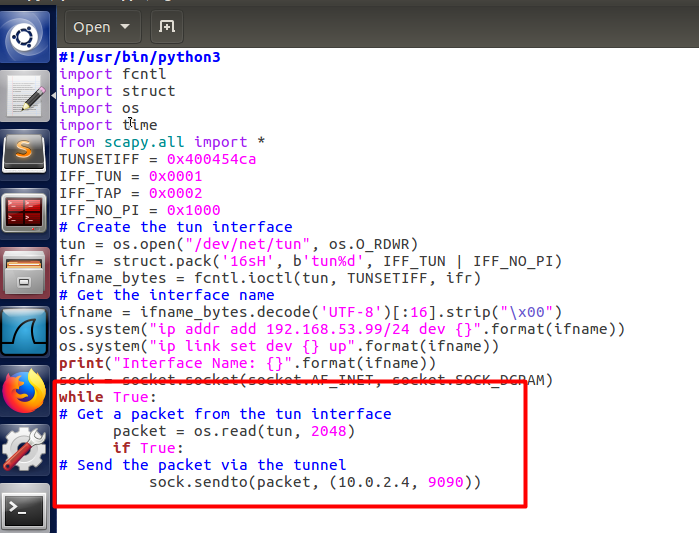 Open
#!/usr/bin/python3
import fcntl
import struct
import os
import time
from scapy.all import *
TUNSETIFF = 0x400454ca
IFF_TUN = 0x0001
IFF_TAP = 0x0002
IFF_NO_PI = 0x1000
# Create the tun interface
tun = os.open("/dev/net/tun", os.O_RDWR)
ifr = struct.pack('16sH', b'tun%d', IFF_TUN | IFF_NO_PI)
ifname_bytes = fcntl.ioctl(tun, TUNSETIFF, ifr)
# Get the interface name
ifname = ifname_bytes.decode('UTF-8')[:16].strip("\x00")
os.system("ip addr add 192.168.53.99/24 dev {}".format(ifname))
os.system("ip link set dev {} up".format(ifname))
print("Interface Name: {}".format(ifname))
sock = socket.socket(socket.AF_INET, socket.SOCK_DGRAM)
while True:
# Get a packet from the tun interface
      packet = os.read(tun, 2048)
      if True:
# Send the packet via the tunnel
          sock.sendto(packet, (10.0.2.4, 9090))